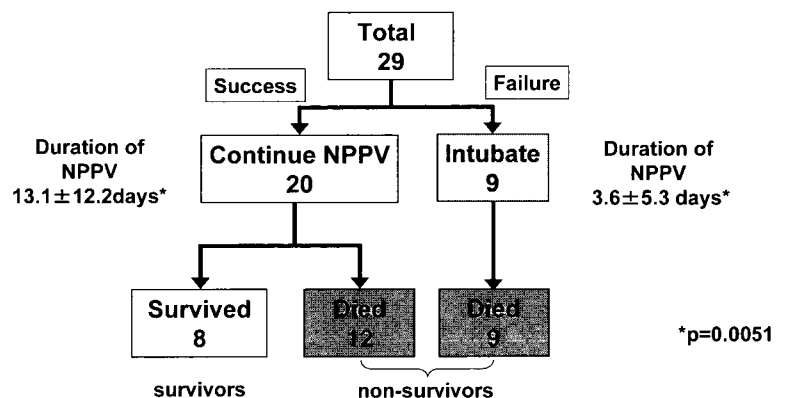 Total
29
Success
Failure
Duration of
NPPV
13.1±12.2days*
Continue NPPV
20
Intubate
9
Duration of
NPPV
3.6±5.3 days*
Survived
8
Died
12
Died
9
*p=0.0051
survivors
non-survivors